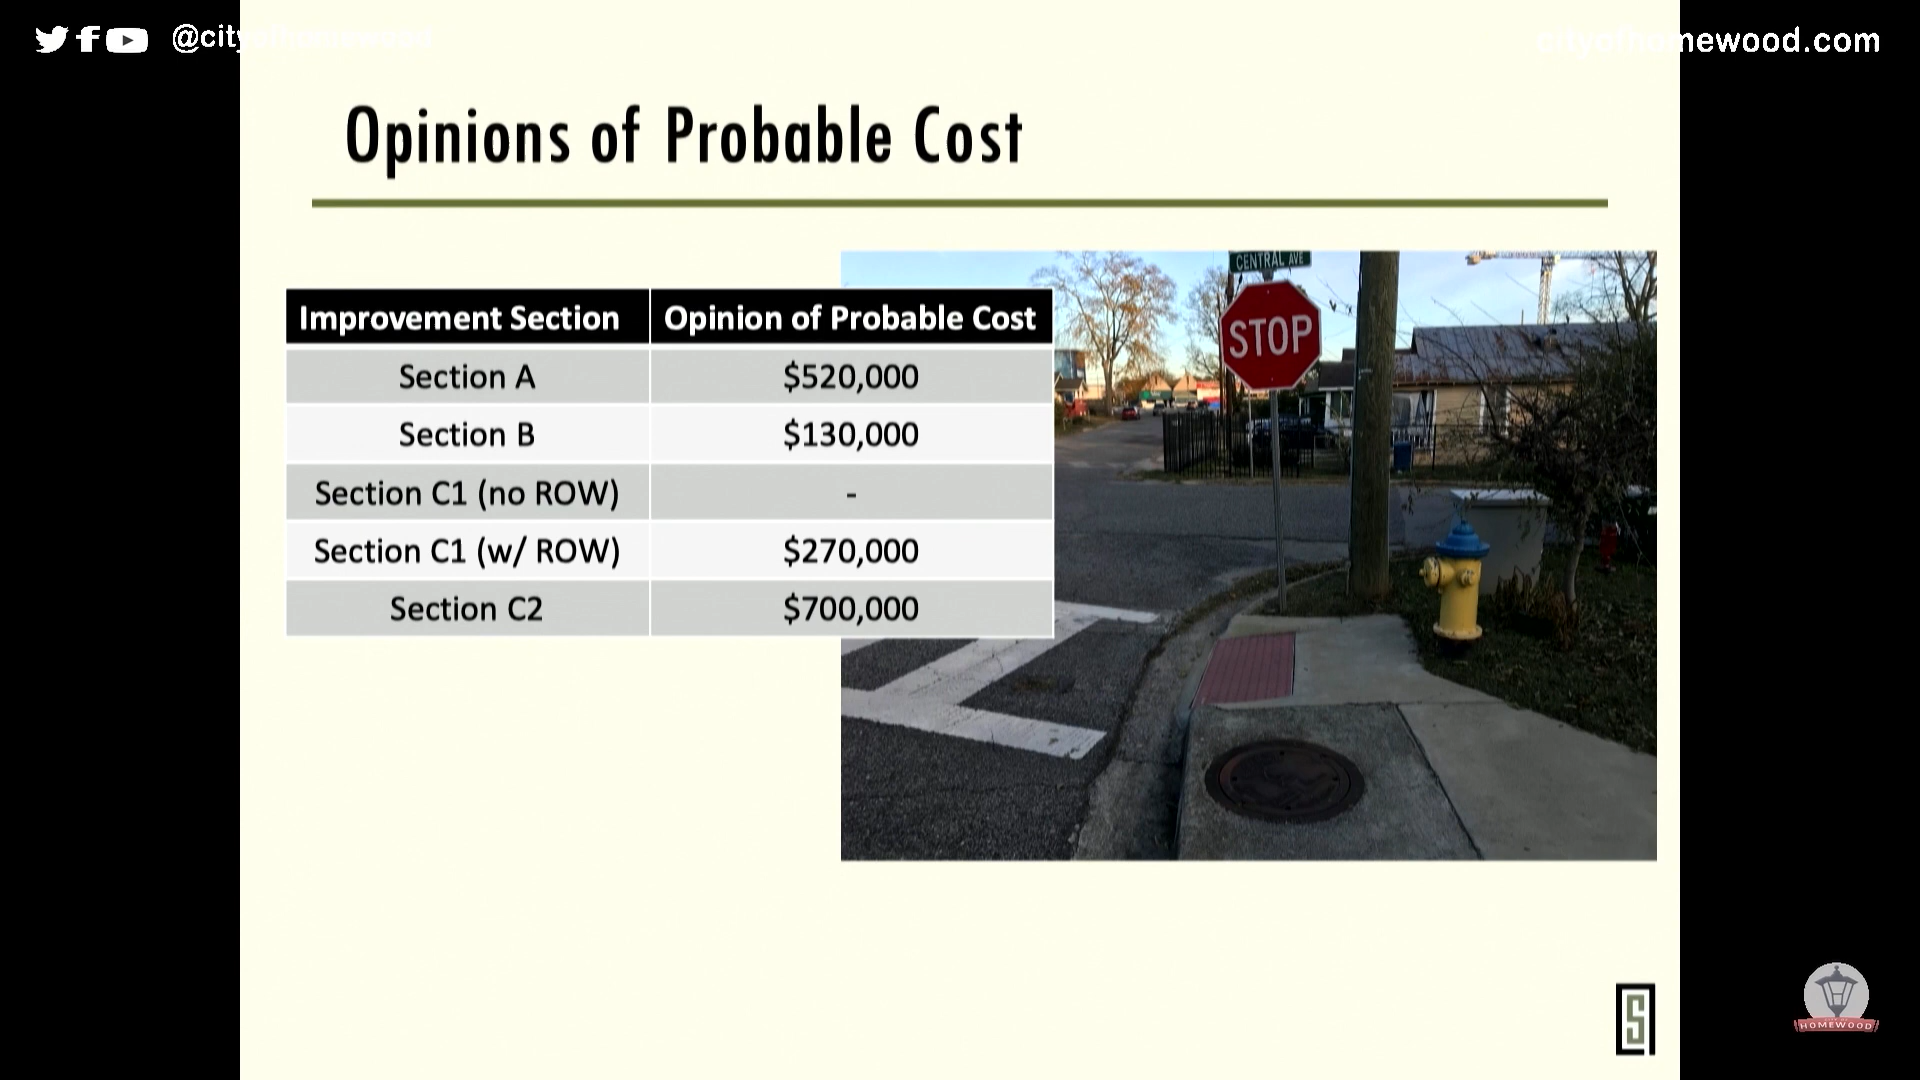 @cityofhomewood
cityofhomewood.com
Opinions of Probable Cost
Improvement Section Opinion of Probable Cost
Section A $520,000
Section B $130,000
Section C1 (no ROW) -
Section C1 (w/ ROW) $270,000
Section C2 $700,000
CENTRAL AVE
STOP
S
HOMEWOOD